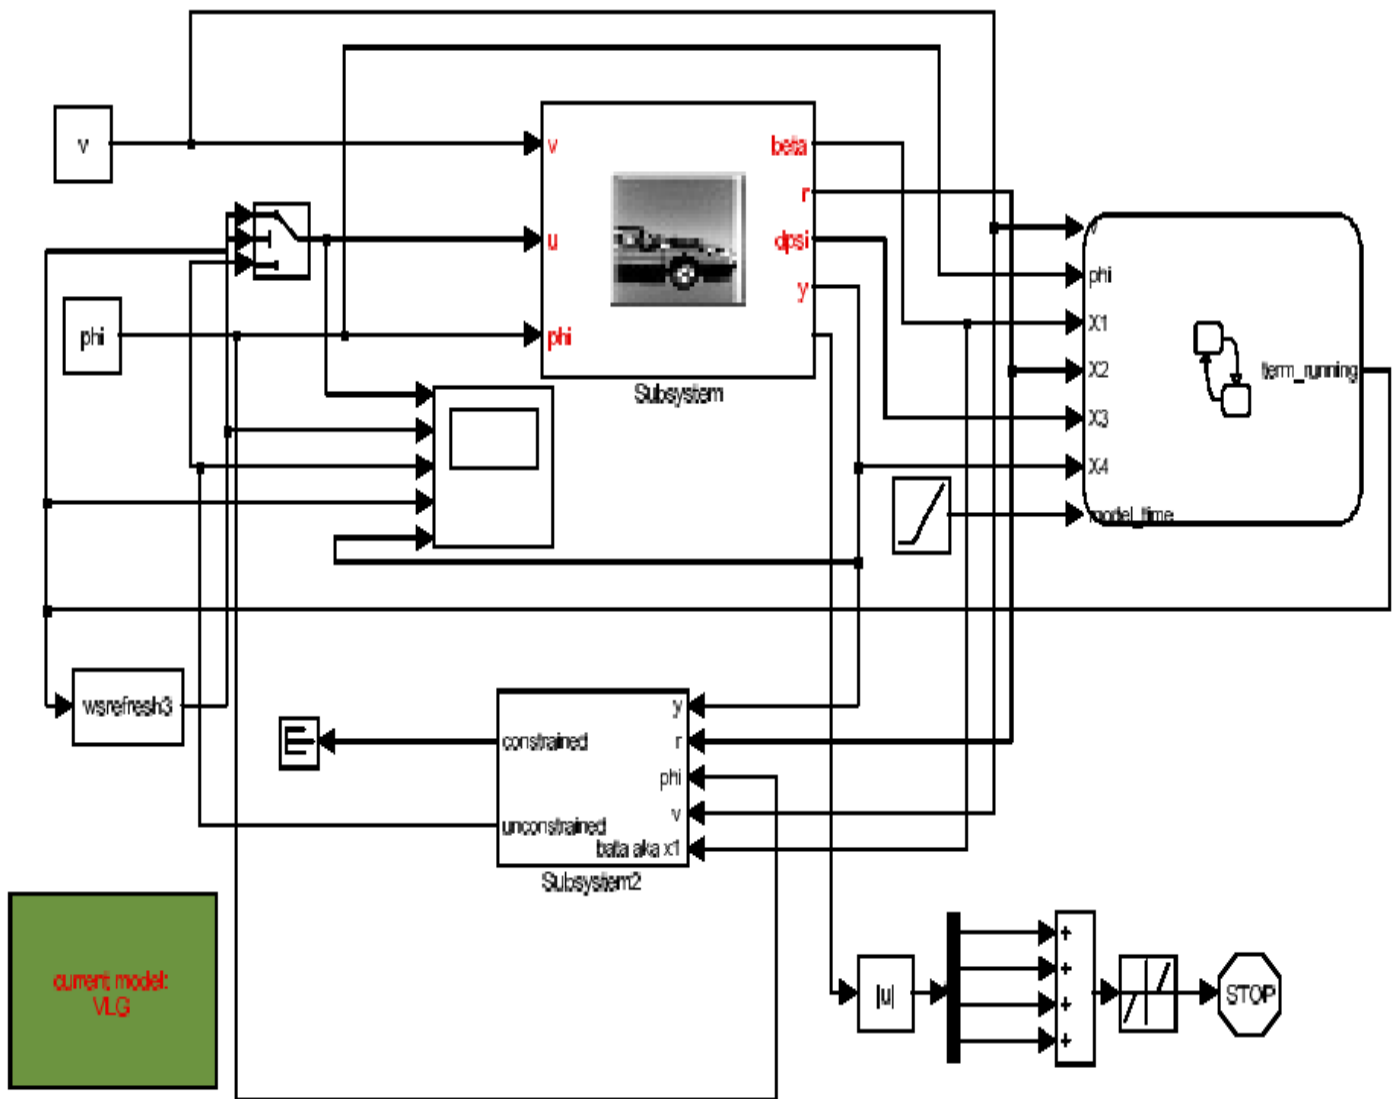 v
phi
v
u
phi
beta
r
dpsi
y
Subsystem
v
phi
X1
X2
X3
X4
model_time
term_running
wsrefresh3
constrained
unconstrained
y
r
phi
v
bata aka x1
Subsystem2
current model:
VLG
|u|
+
+
+
+
STOP